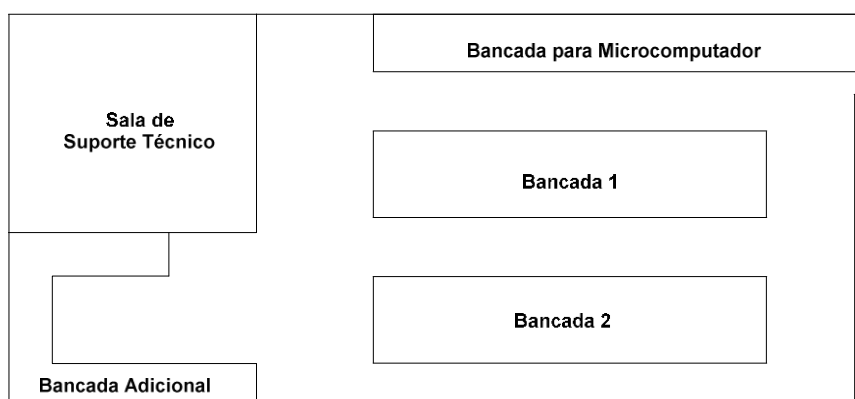 Bancada para Microcomputador
Sala de
Suporte Técnico
Bancada 1
Bancada 2
Bancada Adicional